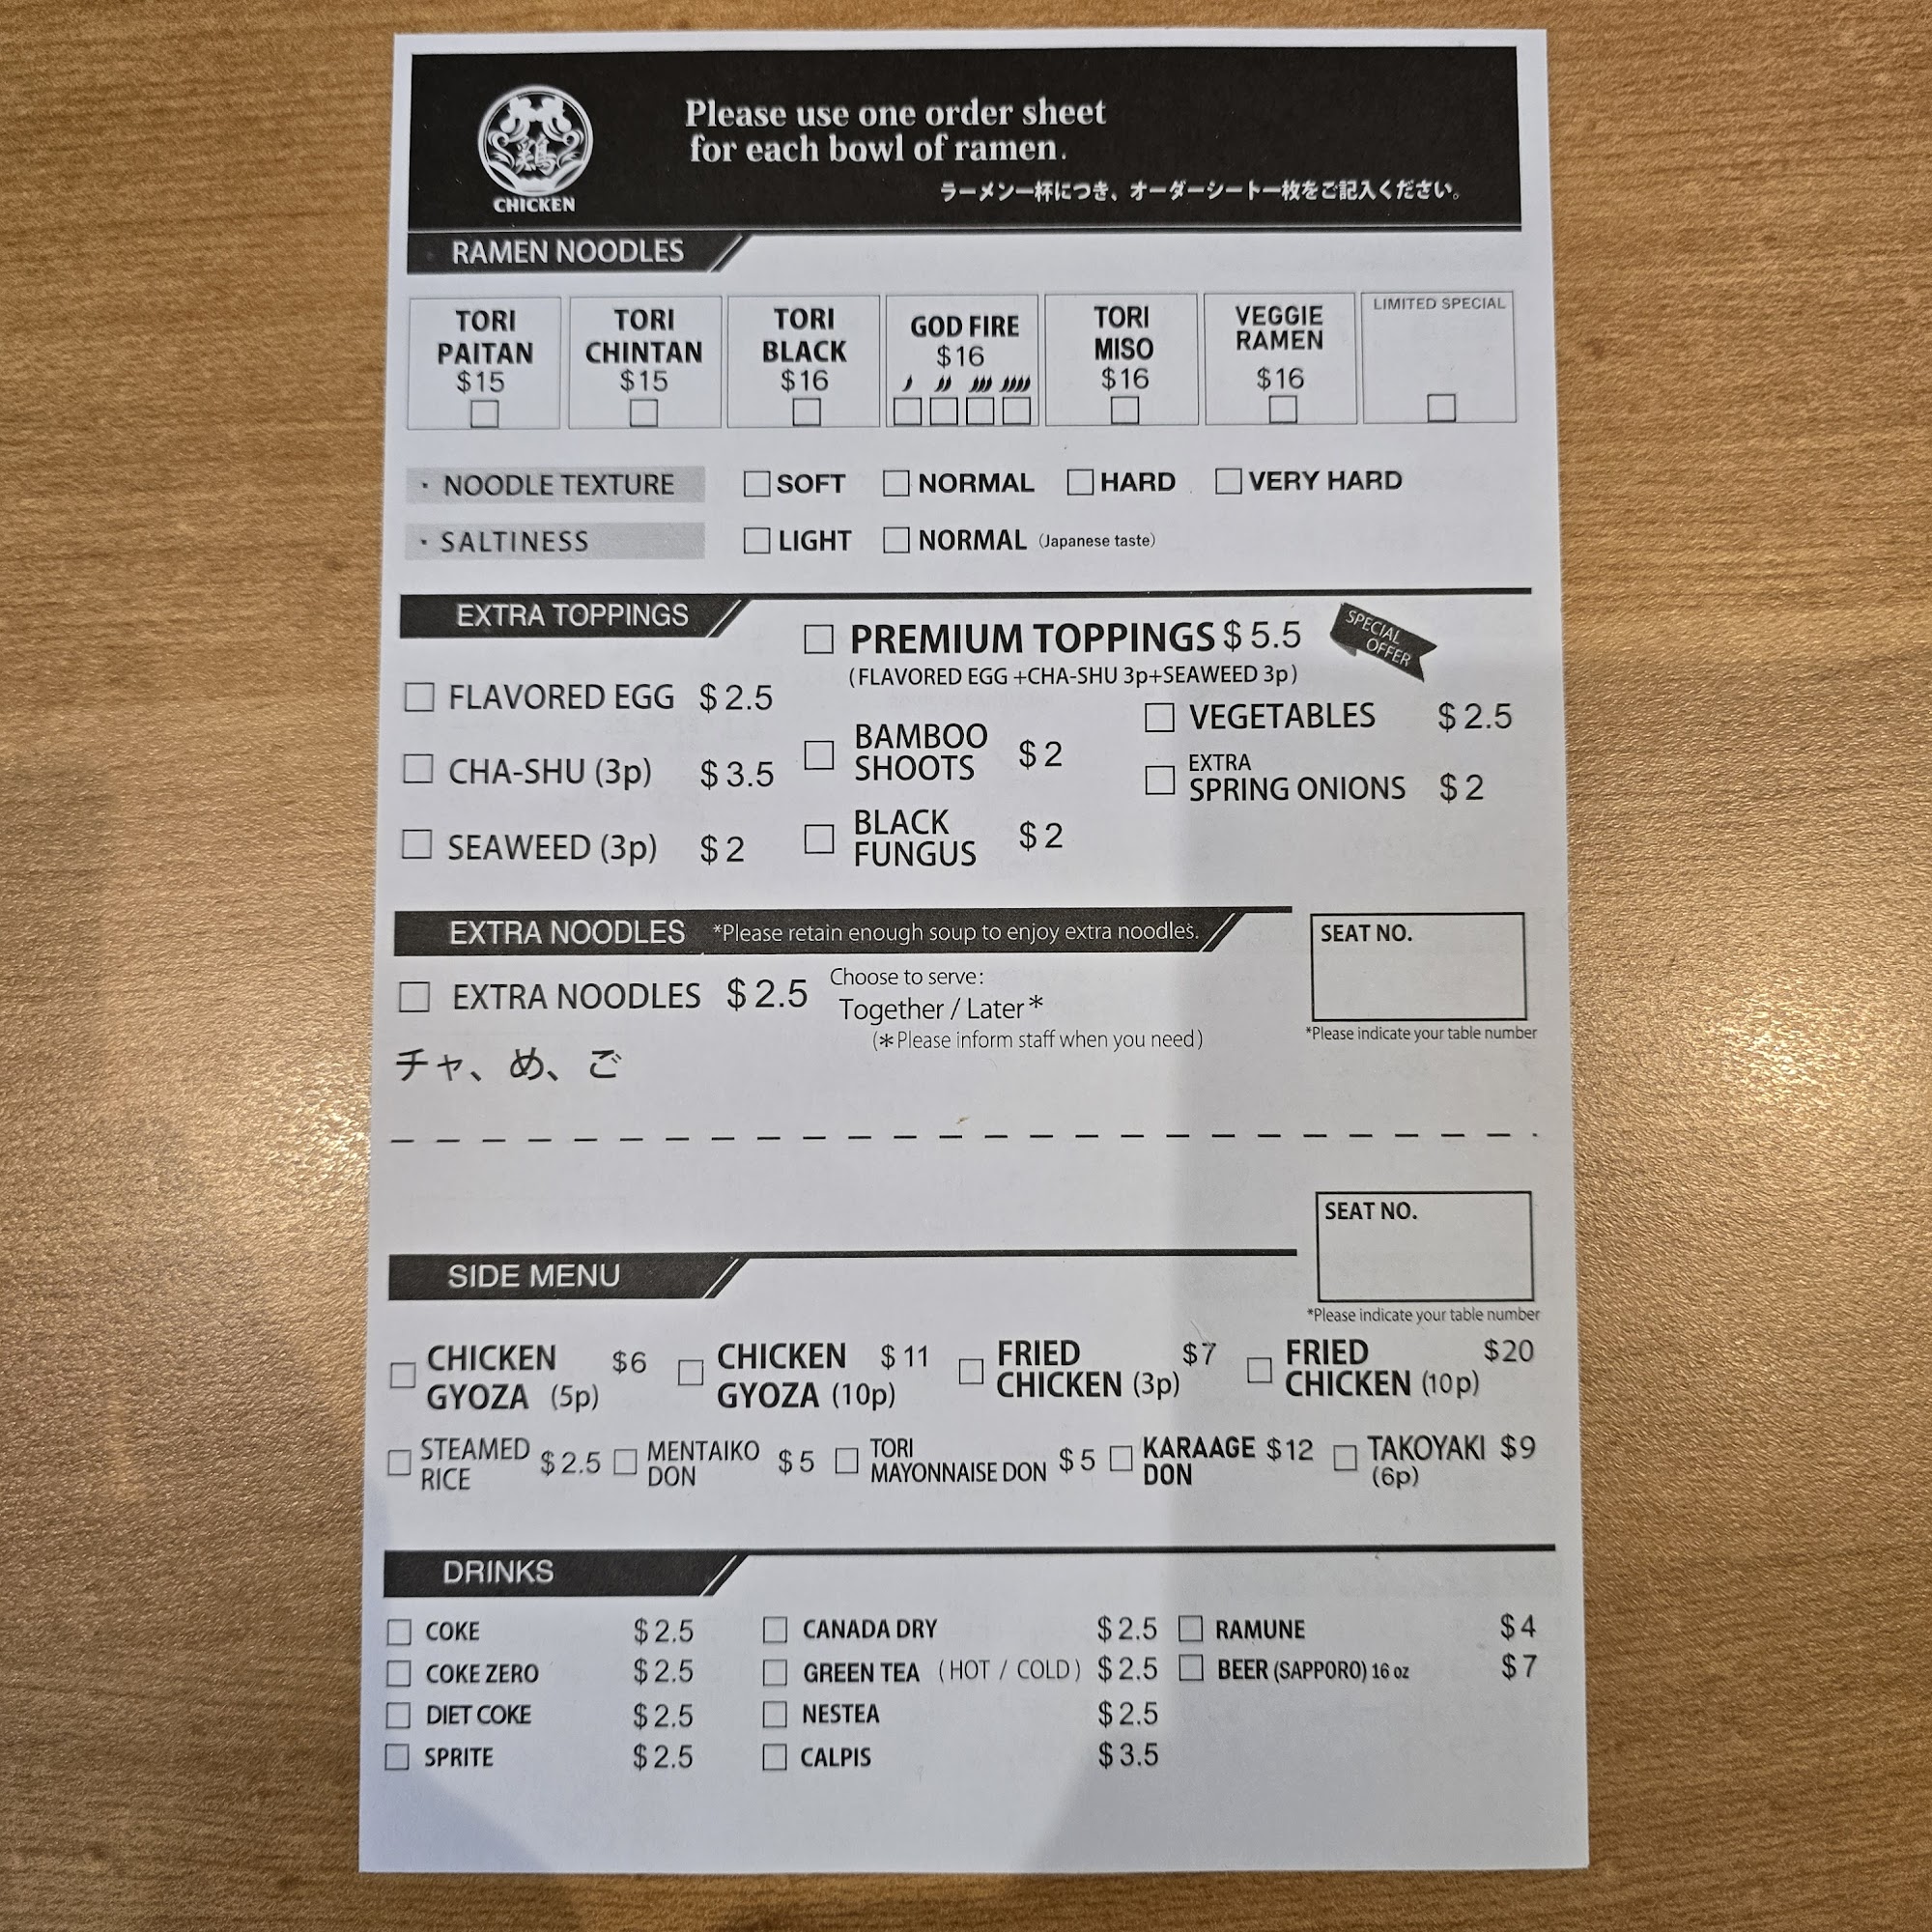 鶏
CHICKEN
Please use one order sheet
for each bowl of ramen.
ラーメン一杯につき、オーダーシート一枚をご記入ください。
RAMEN NOODLES
TORI
PAITAN
$15
TORI
CHINTAN
$15
TORI
BLACK
$16
GOD FIRE
$16
TORI
MISO
$16
VEGGIE
RAMEN
$16
LIMITED SPECIAL
・NOODLE TEXTURE
SOFT NORMAL HARD VERY HARD
・SALTINESS
LIGHT NORMAL (Japanese taste)
EXTRA TOPPINGS
PREMIUM TOPPINGS $5.5
(FLAVORED EGG +CHA-SHU 3p+SEAWEED 3p)
SPECIAL
OFFER
FLAVORED EGG $2.5
CHA-SHU (3p) $3.5
SEAWEED (3p) $2
BAMBOO
SHOOTS $2
BLACK
FUNGUS $2
VEGETABLES $2.5
EXTRA
SPRING ONIONS $2
EXTRA NOODLES *Please retain enough soup to enjoy extra noodles.
EXTRA NOODLES $2.5
Choose to serve:
Together / Later*
(*Please inform staff when you need)
SEAT NO.
*Please indicate your table number
チャ、め、ご
SEAT NO.
*Please indicate your table number
SIDE MENU
CHICKEN
GYOZA (5p) $6
CHICKEN
GYOZA (10p) $11
FRIED
CHICKEN (3p) $7
FRIED
CHICKEN (10p) $20
STEAMED
RICE $2.5
MENTAIKO
DON $5
TORI
MAYONNAISE DON $5
KARAAGE
DON $12
TAKOYAKI
(6p) $9
DRINKS
COKE $2.5
COKE ZERO $2.5
DIET COKE $2.5
SPRITE $2.5
CANADA DRY $2.5
GREEN TEA (HOT / COLD) $2.5
NESTEA $2.5
CALPIS $3.5
RAMUNE $4
BEER (SAPPORO) 16 oz $7